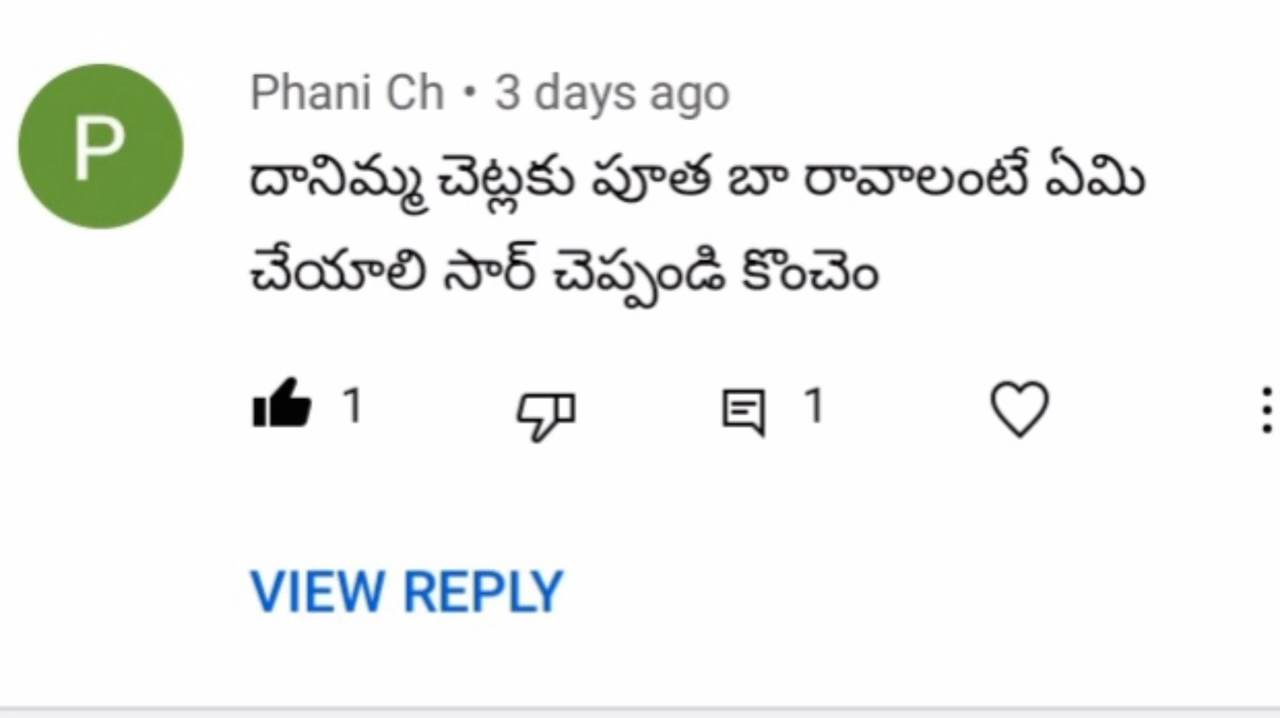 P
Phani Ch • 3 days ago
దానిమ్మ చెట్లకు పూత బా రావాలంటే ఏమి
చేయాలి సార్ చెప్పండి కొంచెం
1 1
VIEW REPLY